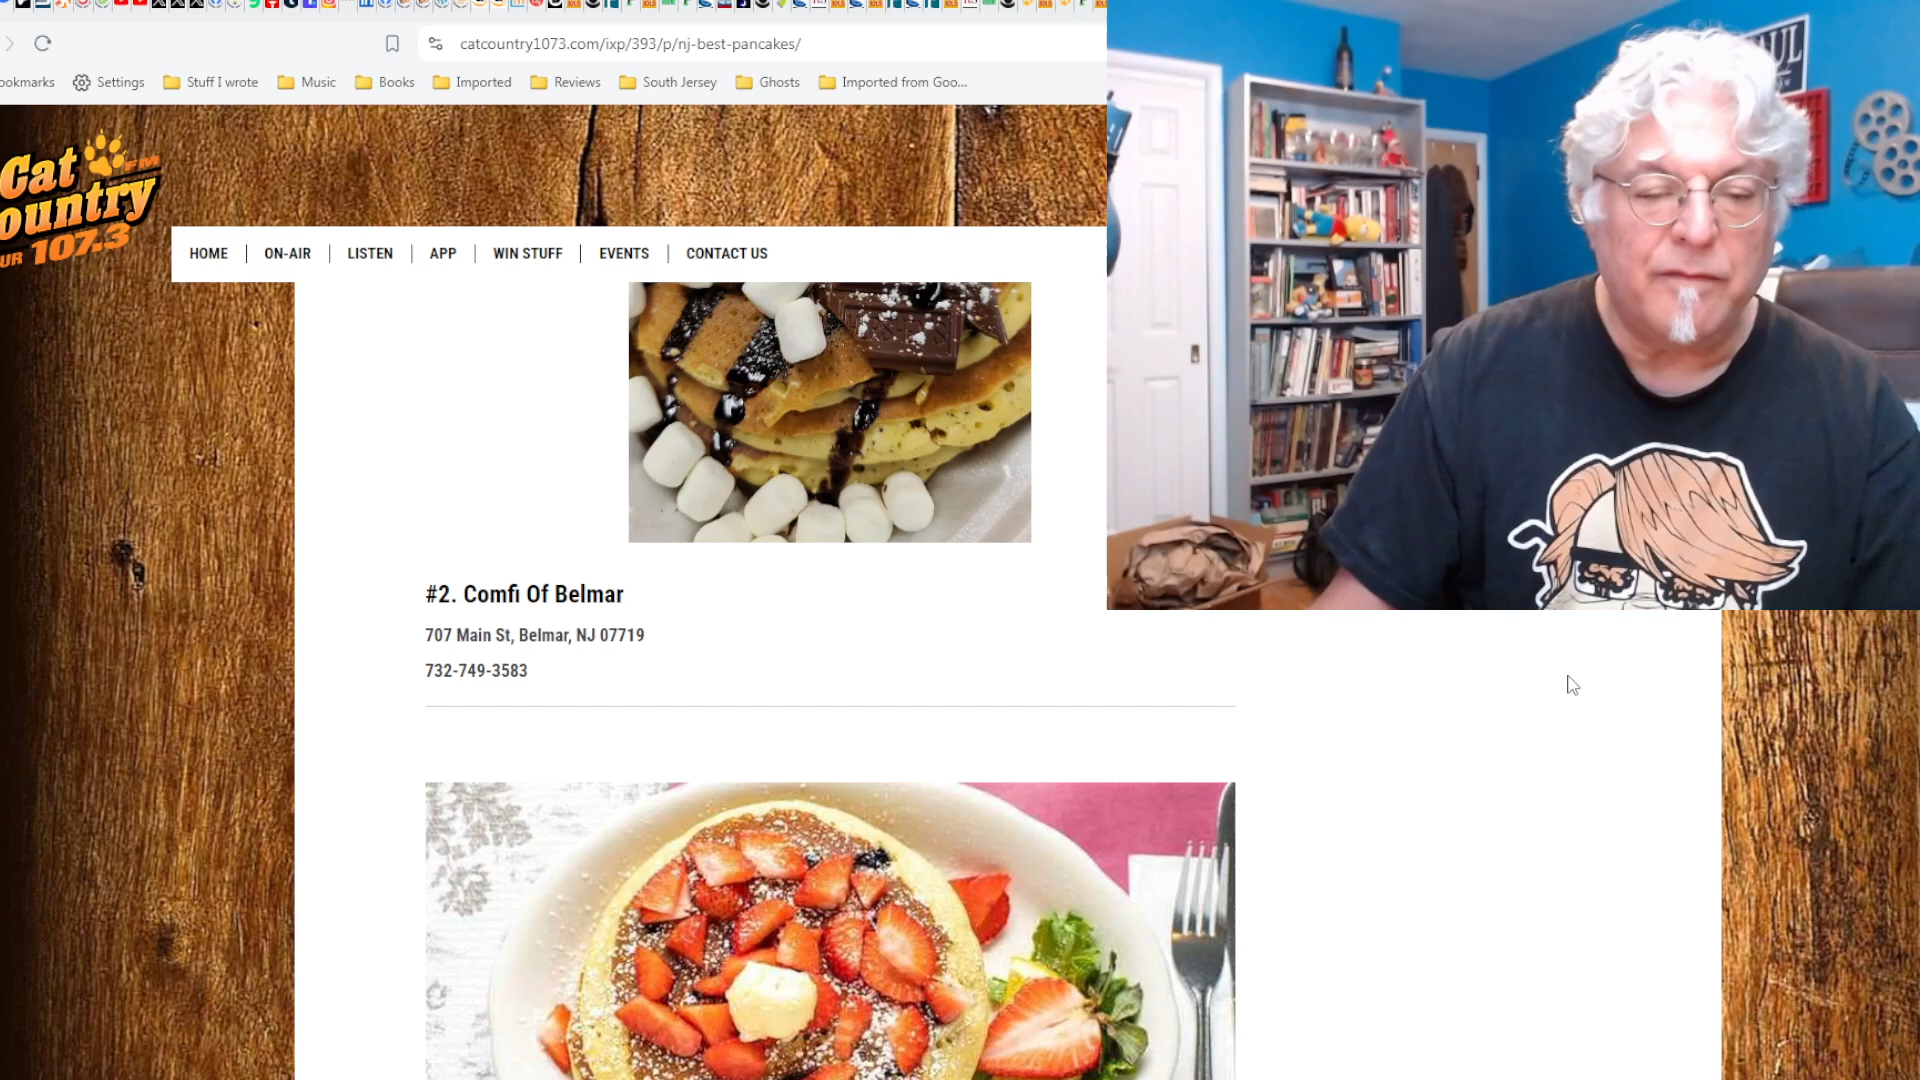 catcountry1073.com/ixp/393/p/nj-best-pancakes/
ookmarks Settings Stuff I wrote Music Books Imported Reviews South Jersey Ghosts Imported from Goo...
Cat
ountry FM
UR 107.3
HOME ON-AIR LISTEN APP WIN STUFF EVENTS CONTACT US
#2. Comfi Of Belmar
707 Main St, Belmar, NJ 07719
732-749-3583